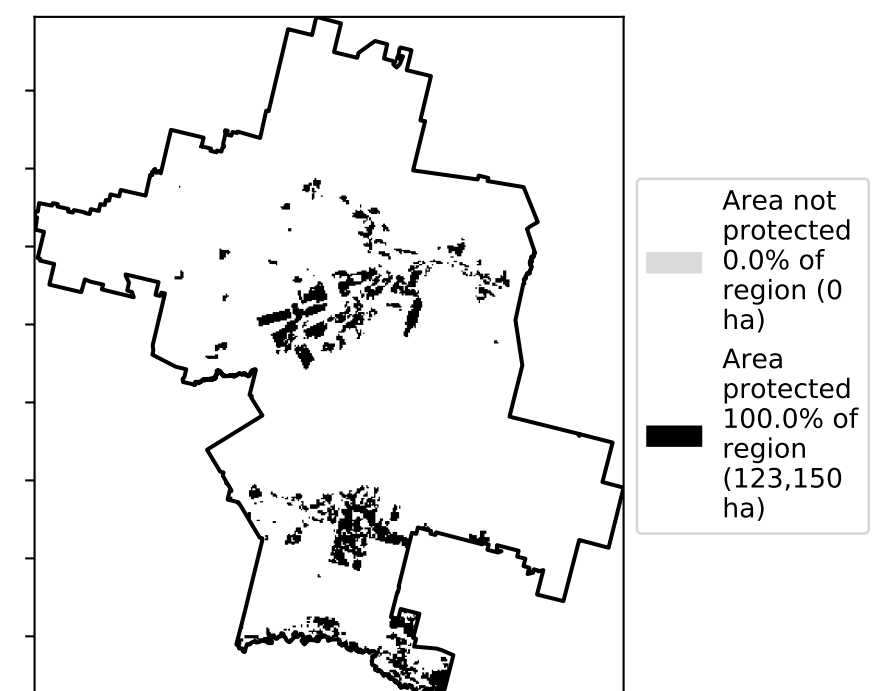 Area not
protected
0.0% of
region (0
ha)
Area
protected
100.0% of
region
(123,150
ha)